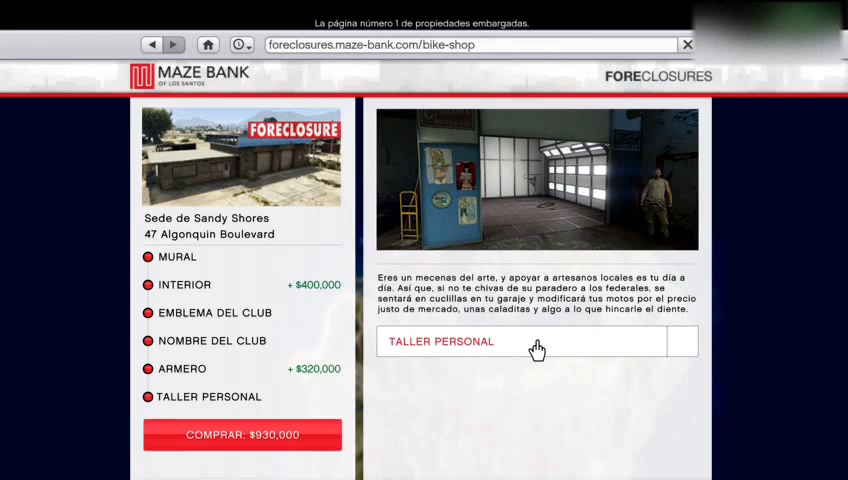 La página número 1 de propiedades embargadas.
foreclosures.maze-bank.com/bike-shop
MAZE BANK
OF LOS SANTOS
FORECLOSURES
FORECLOSURE
Sede de Sandy Shores
47 Algonquin Boulevard
MURAL
INTERIOR + $400,000
EMBLEMA DEL CLUB
NOMBRE DEL CLUB
ARMERO + $320,000
TALLER PERSONAL
COMPRAR: $930,000
Eres un mecenas del arte, y apoyar a artesanos locales es tu día a
día. Así que, si no te chivas de su paradero a los federales, se
sentará en cuclillas en tu garaje y modificará tus motos por el precio
justo de mercado, unas caladitas y algo a lo que hincarle el diente.
TALLER PERSONAL